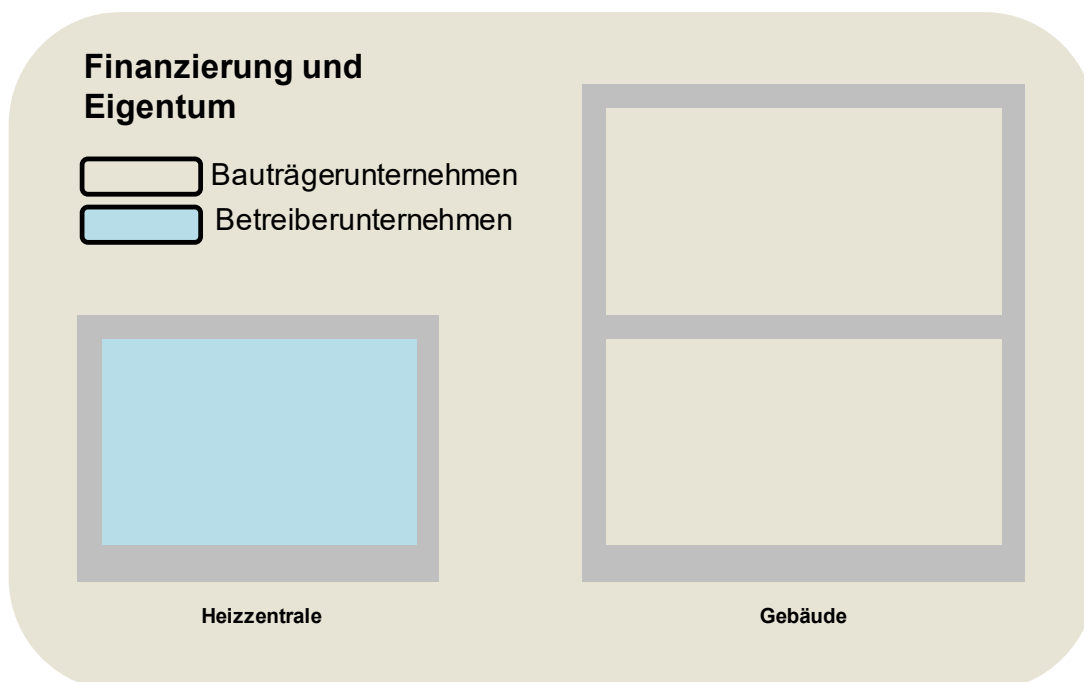 Finanzierung und
Eigentum
Bauträgerunternehmen
Betreiberunternehmen
Heizzentrale
Gebäude